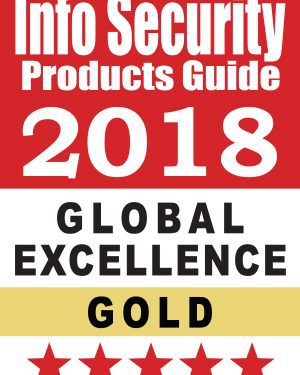 Info Security
Products Guide
2018
GLOBAL
EXCELLENCE
GOLD